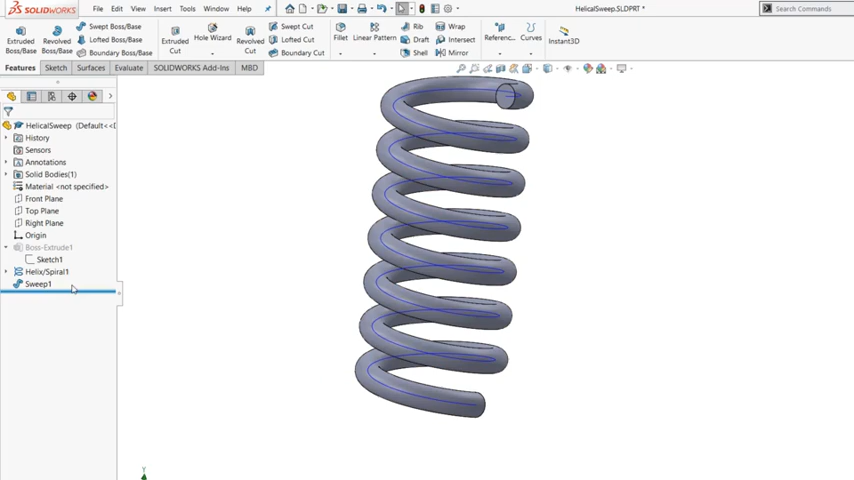 SOLIDWORKS File Edit View Insert Tools Window Help HelicalSweep.SLDPRT * Search Commands
Extruded Boss/Base
Revolved Boss/Base
Swept Boss/Base
Lofted Boss/Base
Boundary Boss/Base
Extruded Cut
Hole Wizard
Revolved Cut
Swept Cut
Lofted Cut
Boundary Cut
Fillet
Linear Pattern
Rib
Draft
Shell
Wrap
Intersect
Mirror
Referenc...
Curves
Instant3D
Features Sketch Surfaces Evaluate SOLIDWORKS Add-Ins MBD
HelicalSweep (Default<<D
History
Sensors
Annotations
Solid Bodies(1)
Material <not specified>
Front Plane
Top Plane
Right Plane
Origin
Boss-Extrude1
Sketch1
Helix/Spiral1
Sweep1
Y